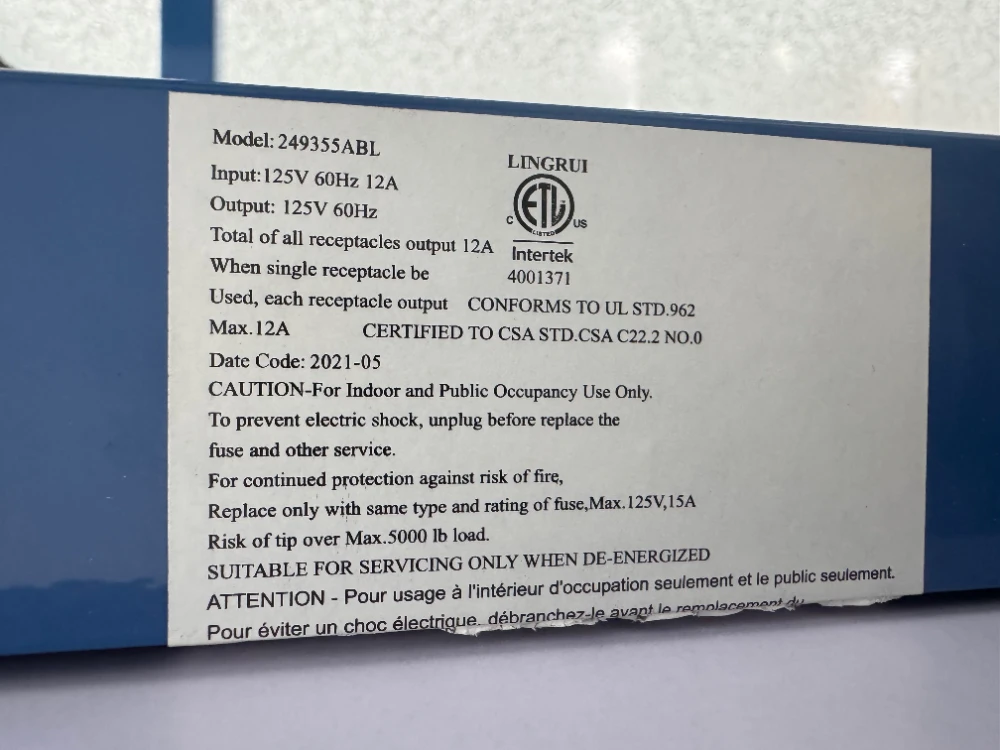 Model: 249355ABL
Input:125V 60Hz 12A
Output: 125V 60Hz
Total of all receptacles output 12A
When single receptacle be
Used, each receptacle output
Max.12A
LINGRUI
C ETL US
LISTED
Intertek
4001371
CONFORMS TO UL STD.962
CERTIFIED TO CSA STD.CSA C22.2 NO.0
Date Code: 2021-05
CAUTION-For Indoor and Public Occupancy Use Only.
To prevent electric shock, unplug before replace the
fuse and other service.
For continued protection against risk of fire,
Replace only with same type and rating of fuse,Max.125V,15A
Risk of tip over Max.5000 lb load.
SUITABLE FOR SERVICING ONLY WHEN DE-ENERGIZED
ATTENTION - Pour usage à l'intérieur d'occupation seulement et le public seulement.
Pour éviter un choc électrique, débranchez-le avant le remplacement du